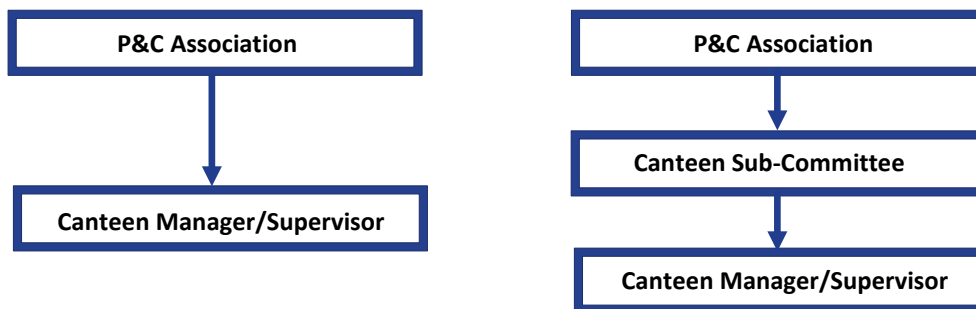 P&C Association
Canteen Manager/Supervisor
P&C Association
Canteen Sub-Committee
Canteen Manager/Supervisor